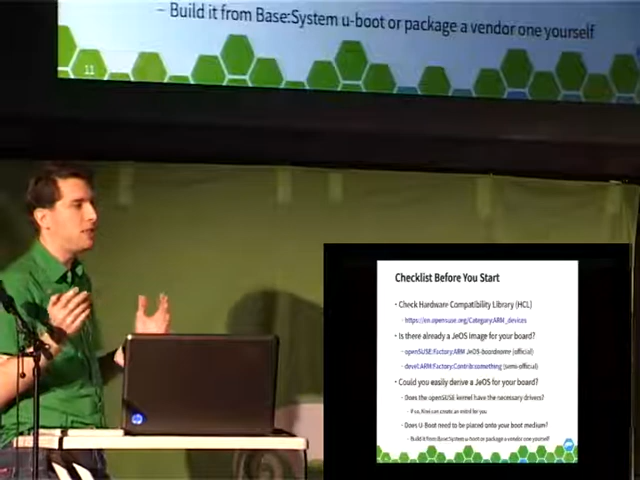 – Build it from Base:System u-boot or package a vendor one yourself
11
Checklist Before You Start
• Check Hardware Compatibility Library (HCL)
– https://en.opensuse.org/Category:ARM_devices
• Is there already a JeOS image for your board?
– openSUSE:Factory:ARM JeOS-boardname (official)
– devel:ARM:Factory:Contrib:something (semi-official)
• Could you easily derive a JeOS for your board?
– Does the openSUSE kernel have the necessary drivers?
– Does U-Boot need to be placed onto your boot medium?
– Build it from Base:System u-boot or package a vendor one yourself
hp